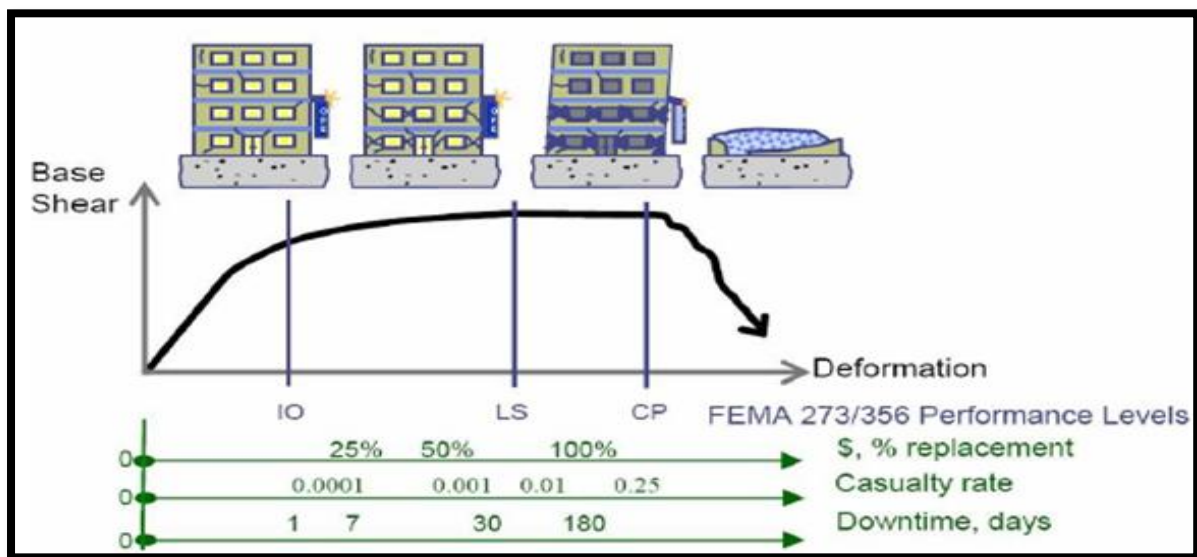 Base
Shear
Deformation
IO LS CP FEMA 273/356 Performance Levels
0 25% 50% 100% $, % replacement
0 0.0001 0.001 0.01 0.25 Casualty rate
0 1 7 30 180 Downtime, days